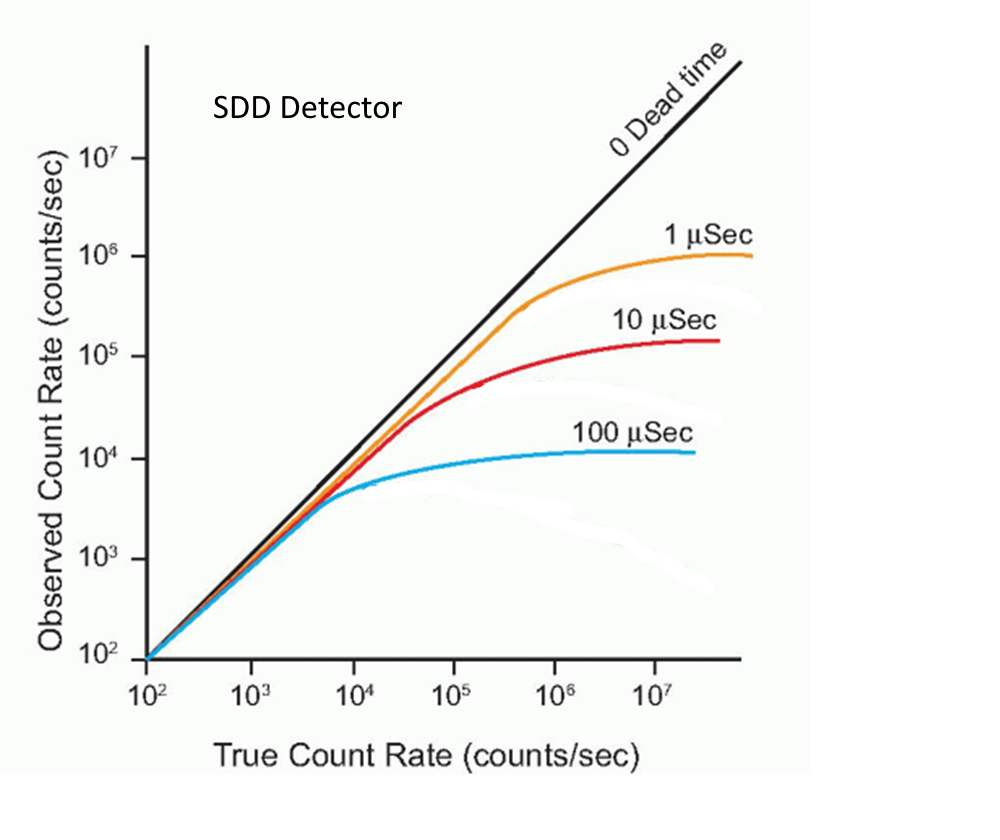 SDD Detector
0 Dead time
1 μSec
10 μSec
100 μSec
Observed Count Rate (counts/sec)
10⁷
10⁶
10⁵
10⁴
10³
10²
10² 10³ 10⁴ 10⁵ 10⁶ 10⁷
True Count Rate (counts/sec)